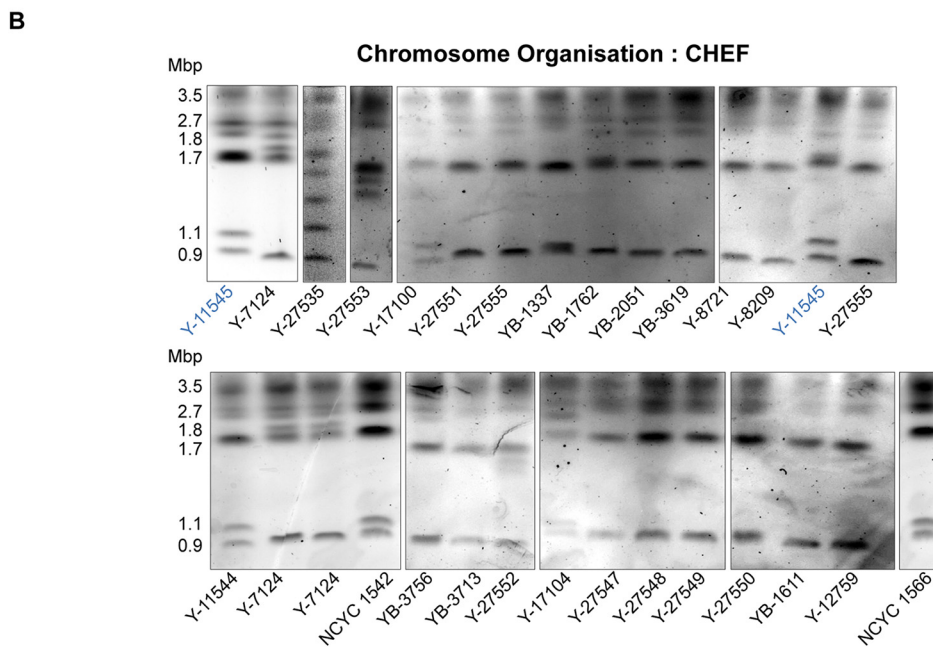 B
Chromosome Organisation : CHEF
Mbp
3.5
2.7
1.8
1.7
1.1
0.9
Y-11545
Y-7124
Y-27535
Y-27553
Y-17100
Y-27551
Y-27555
YB-1337
YB-1762
YB-2051
YB-3619
Y-8721
Y-8209
Y-11545
Y-27555
Mbp
3.5
2.7
1.8
1.7
1.1
0.9
Y-11544
Y-7124
Y-7124
NCYC 1542
YB-3756
YB-3713
Y-27552
Y-17104
Y-27547
Y-27548
Y-27549
Y-27550
YB-1611
Y-12759
NCYC 1566